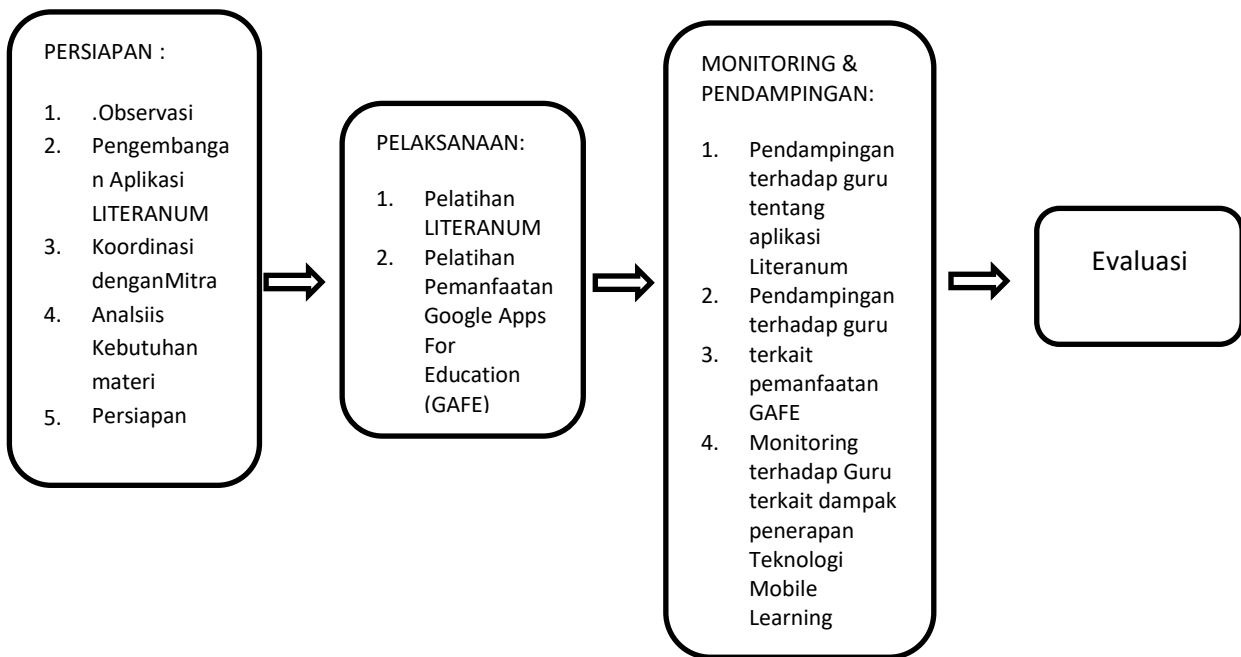 PERSIAPAN :
1. .Observasi
2. Pengembanga
n Aplikasi
LITERANUM
3. Koordinasi
denganMitra
4. Analsiis
Kebutuhan
materi
5. Persiapan
PELAKSANAAN:
1. Pelatihan
LITERANUM
2. Pelatihan
Pemanfaatan
Google Apps
For
Education
(GAFE)
MONITORING &
PENDAMPINGAN:
1. Pendampingan
terhadap guru
tentang
aplikasi
Literanum
2. Pendampingan
terhadap guru
3. terkait
pemanfaatan
GAFE
4. Monitoring
terhadap Guru
terkait dampak
penerapan
Teknologi
Mobile
Learning
Evaluasi